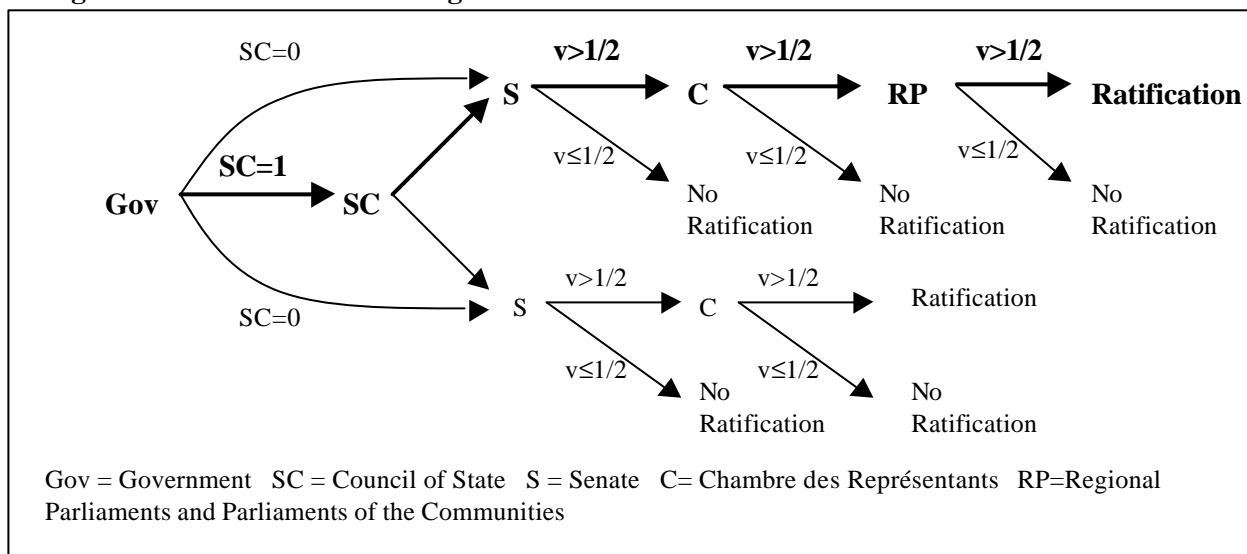 SC=0
v>1/2 v>1/2 v>1/2
S C RP Ratification
SC=1
v≤1/2 v≤1/2 v≤1/2
Gov SC
No Ratification
No Ratification
No Ratification
v>1/2 v>1/2
S C Ratification
SC=0
v≤1/2 v≤1/2
No Ratification
No Ratification
Gov = Government SC = Council of State S = Senate C= Chambre des Représentants RP=Regional
Parliaments and Parliaments of the Communities